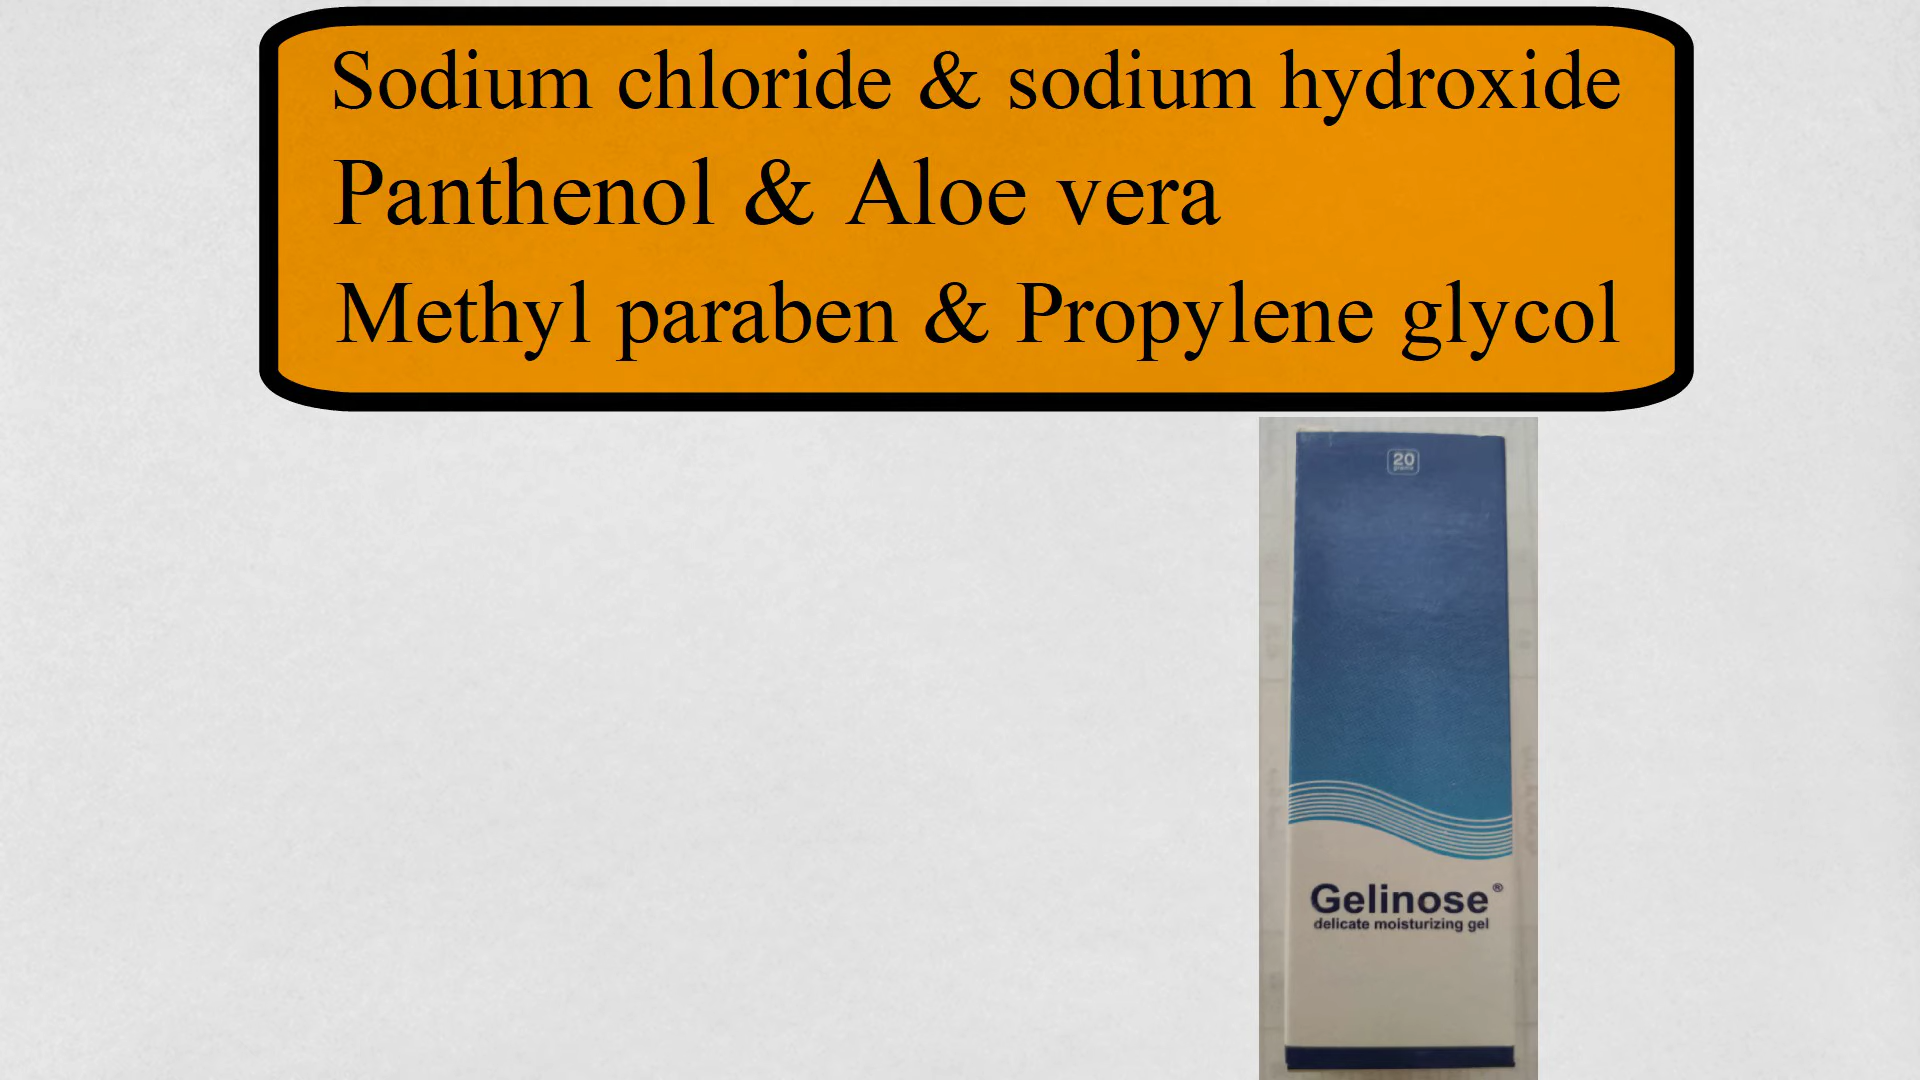 Sodium chloride & sodium hydroxide
Panthenol & Aloe vera
Methyl paraben & Propylene glycol
20
Gelinose®
delicate moisturizing gel